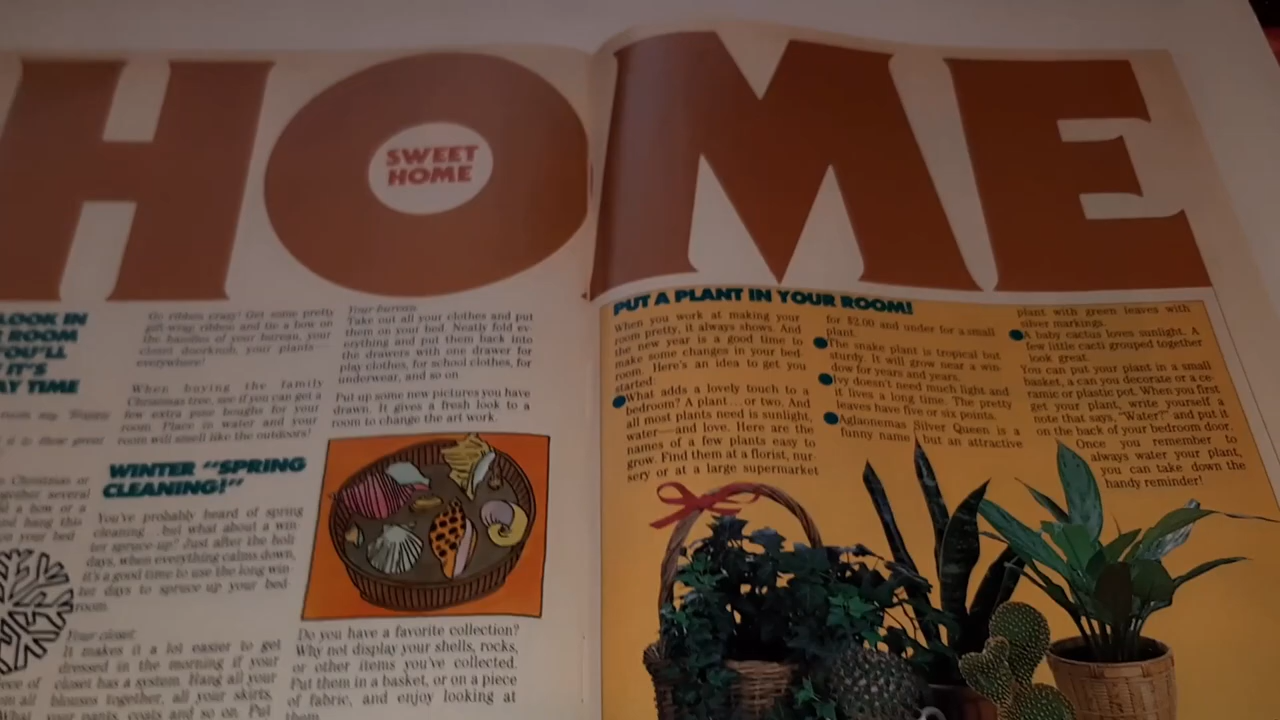 HOME
SWEET
HOME
LOOK IN
ROOM
YOU'LL
IT'S
AY TIME
Go ribbon crazy! Get some pretty
gift-wrap ribbon and tie a bow on
the handles of your bureau, your
closet doorknob, your plants—
everywhere!
When buying the family
Christmas tree, see if you can get a
few extra pine boughs for your
room. Place in water and your
room will smell like the outdoors!
WINTER "SPRING
CLEANING!"
You've probably heard of spring
cleaning...but what about a win-
ter spruce-up? Just after the holi-
days, when everything calms down,
it's a good time to use the long win-
ter days to spruce up your bed-
room.
Your closet
It makes it a lot easier to get
dressed in the morning if your
closet has a system. Hang all your
blouses together, all your skirts,
your pants, coats and so on. Put
Your bureau
Take out all your clothes and put
them on your bed. Neatly fold ev-
erything and put them back into
the drawers with one drawer for
play clothes, for school clothes, for
underwear, and so on
Put up some new pictures you have
drawn. It gives a fresh look to a
room to change the art work.
Do you have a favorite collection?
Why not display your shells, rocks,
or other items you've collected.
Put them in a basket, or on a piece
of fabric, and enjoy looking at
them
PUT A PLANT IN YOUR ROOM!
When you work at making your
room pretty, it always shows. And
the new year is a good time to
make some changes in your bed-
room. Here's an idea to get you
started:
What adds a lovely touch to a
bedroom? A plant...or two. And
all most plants need is sunlight,
water—and love. Here are the
names of a few plants easy to
grow. Find them at a florist, nur-
sery or at a large supermarket
for $2.00 and under for a small
plant.
The snake plant is tropical but
sturdy. It will grow near a win-
dow for years and years.
Ivy doesn't need much light and
it lives a long time. The pretty
leaves have five or six points.
Aglaonemas Silver Queen is a
funny name, but an attractive
plant with green leaves with
silver markings.
A baby cactus loves sunlight. A
few little cacti grouped together
look great.
You can put your plant in a small
basket, a can you decorate or a ce-
ramic or plastic pot. When you first
get your plant, write yourself a
note that says, "Water!" and put it
on the back of your bedroom door.
Once you remember to
always water your plant,
you can take down the
handy reminder!